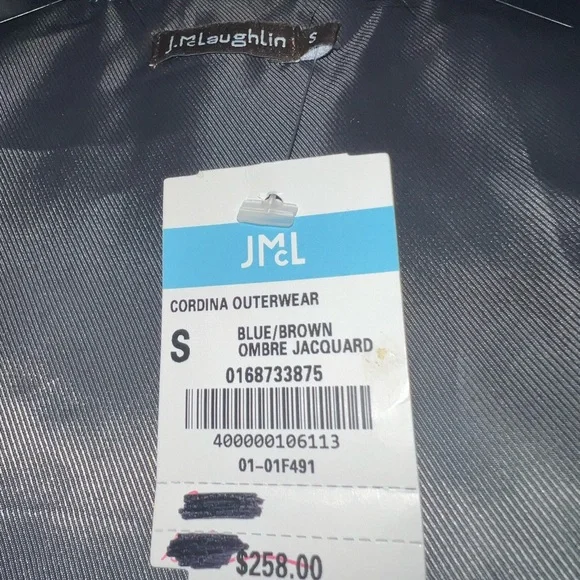 J.McLaughlin S
JMcL
CORDINA OUTERWEAR
S BLUE/BROWN
OMBRE JACQUARD
0168733875
400000106113
01-01F491
$258.00